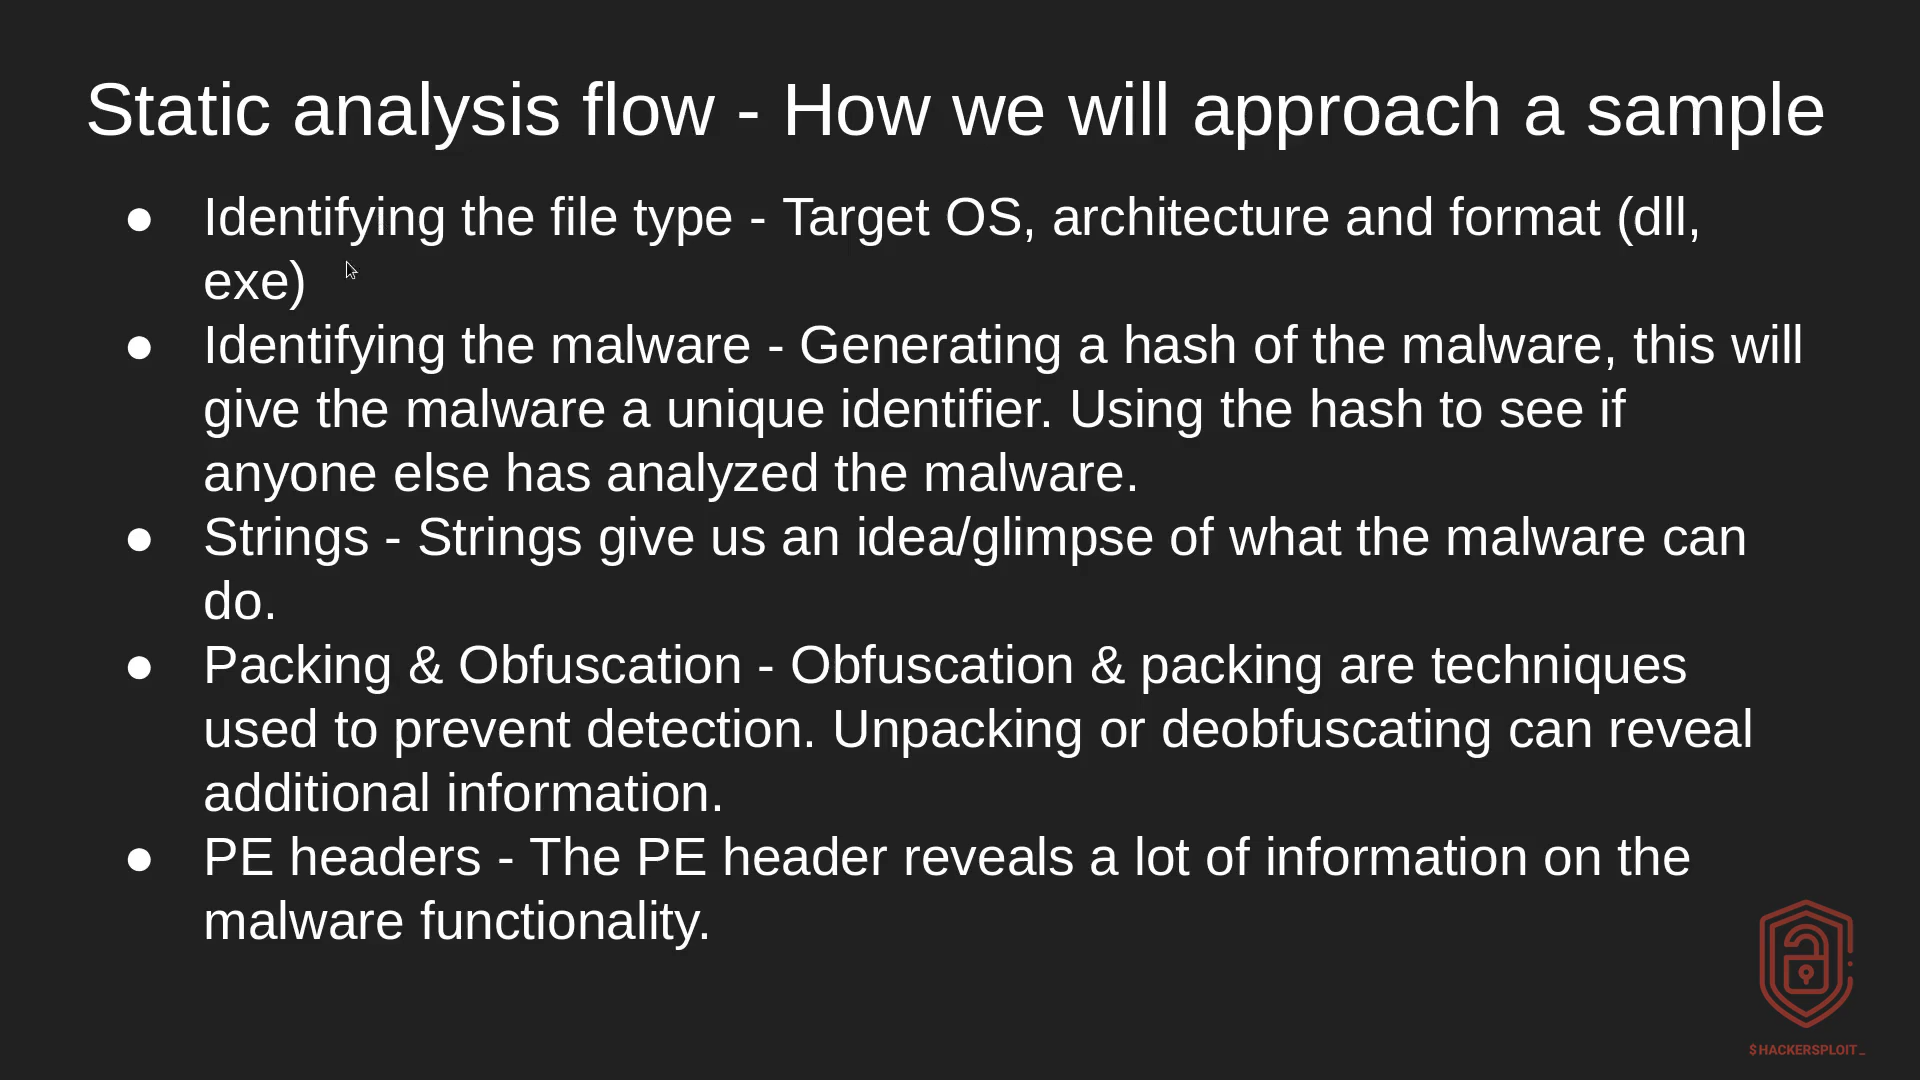 Static analysis flow - How we will approach a sample
● Identifying the file type - Target OS, architecture and format (dll,
exe)
● Identifying the malware - Generating a hash of the malware, this will
give the malware a unique identifier. Using the hash to see if
anyone else has analyzed the malware.
● Strings - Strings give us an idea/glimpse of what the malware can
do.
● Packing & Obfuscation - Obfuscation & packing are techniques
used to prevent detection. Unpacking or deobfuscating can reveal
additional information.
● PE headers - The PE header reveals a lot of information on the
malware functionality.
$HACKERSPLOIT_